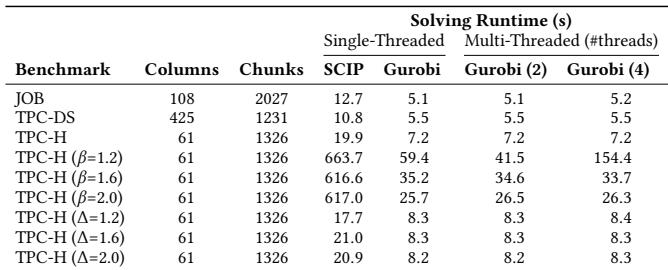 Solving Runtime (s)
Single-Threaded Multi-Threaded (#threads)
Benchmark Columns Chunks SCIP Gurobi Gurobi (2) Gurobi (4)
JOB 108 2027 12.7 5.1 5.1 5.2
TPC-DS 425 1231 10.8 5.5 5.5 5.5
TPC-H 61 1326 19.9 7.2 7.2 7.2
TPC-H (β=1.2) 61 1326 663.7 59.4 41.5 154.4
TPC-H (β=1.6) 61 1326 616.6 35.2 34.6 33.7
TPC-H (β=2.0) 61 1326 617.0 25.7 26.5 26.3
TPC-H (Δ=1.2) 61 1326 17.7 8.3 8.3 8.4
TPC-H (Δ=1.6) 61 1326 21.0 8.3 8.3 8.3
TPC-H (Δ=2.0) 61 1326 20.9 8.2 8.2 8.3